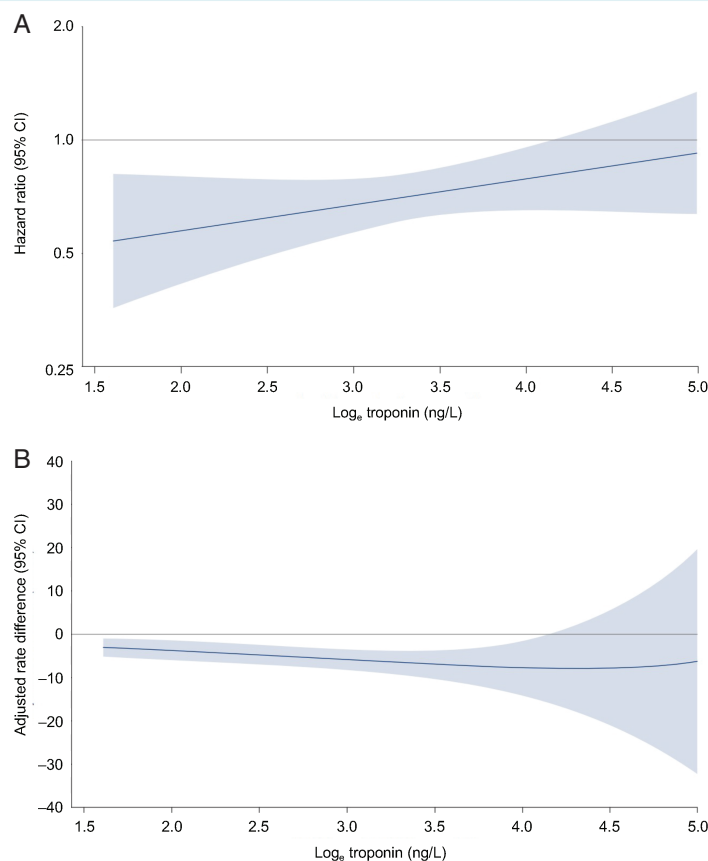 A
2.0
1.0
0.5
0.25
Hazard ratio (95% CI)
1.5 2.0 2.5 3.0 3.5 4.0 4.5 5.0
Logₑ troponin (ng/L)
B
40
30
20
10
0
–10
–20
–30
–40
Adjusted rate difference (95% CI)
1.5 2.0 2.5 3.0 3.5 4.0 4.5 5.0
Logₑ troponin (ng/L)